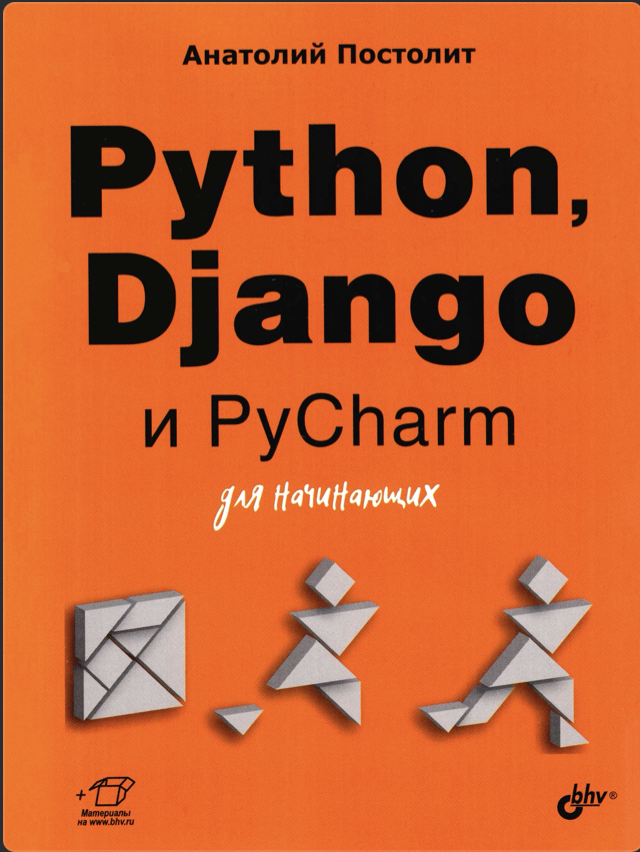 Анатолий Постолит
Python,
Django
и PyCharm
для начинающих
+
Материалы
на www.bhv.ru
bhv®